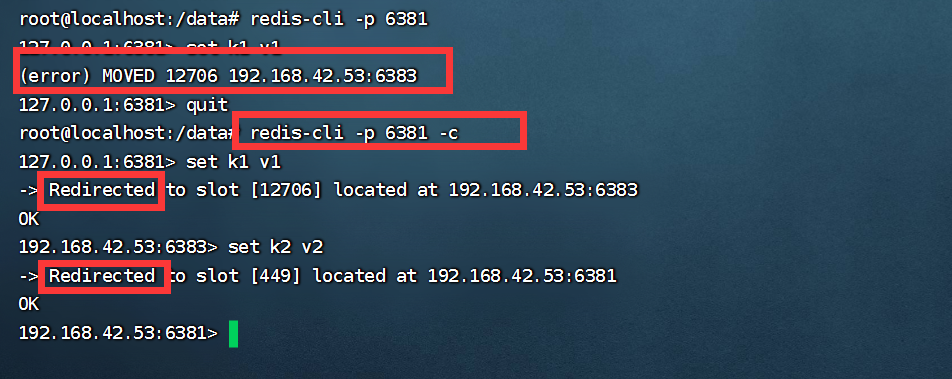 root@localhost:/data# redis-cli -p 6381
127.0.0.1:6381> set k1 v1
(error) MOVED 12706 192.168.42.53:6383
127.0.0.1:6381> quit
root@localhost:/data# redis-cli -p 6381 -c
127.0.0.1:6381> set k1 v1
-> Redirected to slot [12706] located at 192.168.42.53:6383
OK
192.168.42.53:6383> set k2 v2
-> Redirected to slot [449] located at 192.168.42.53:6381
OK
192.168.42.53:6381>